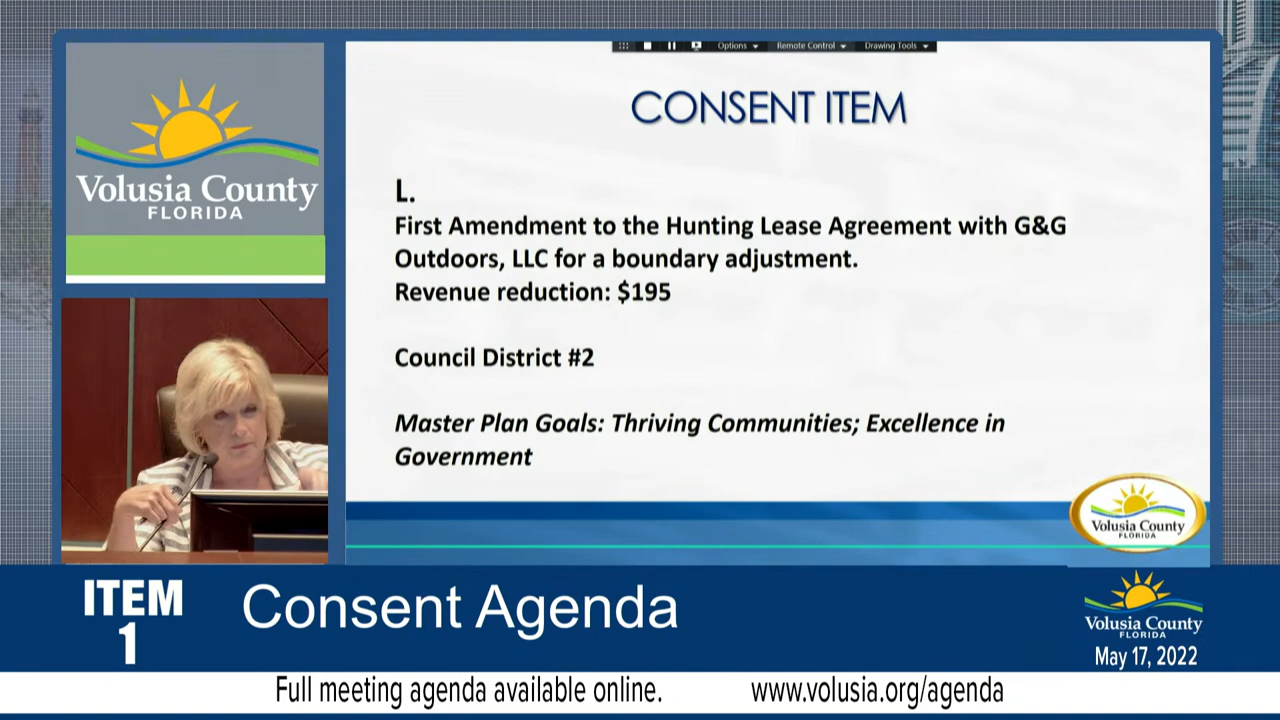 Options
Remote Control
Drawing Tools
Volusia County
FLORIDA
CONSENT ITEM
L.
First Amendment to the Hunting Lease Agreement with G&G
Outdoors, LLC for a boundary adjustment.
Revenue reduction: $195
Council District #2
Master Plan Goals: Thriving Communities; Excellence in
Government
Volusia County
FLORIDA
ITEM
1
Consent Agenda
Volusia County
FLORIDA
May 17, 2022
Full meeting agenda available online.
www.volusia.org/agenda